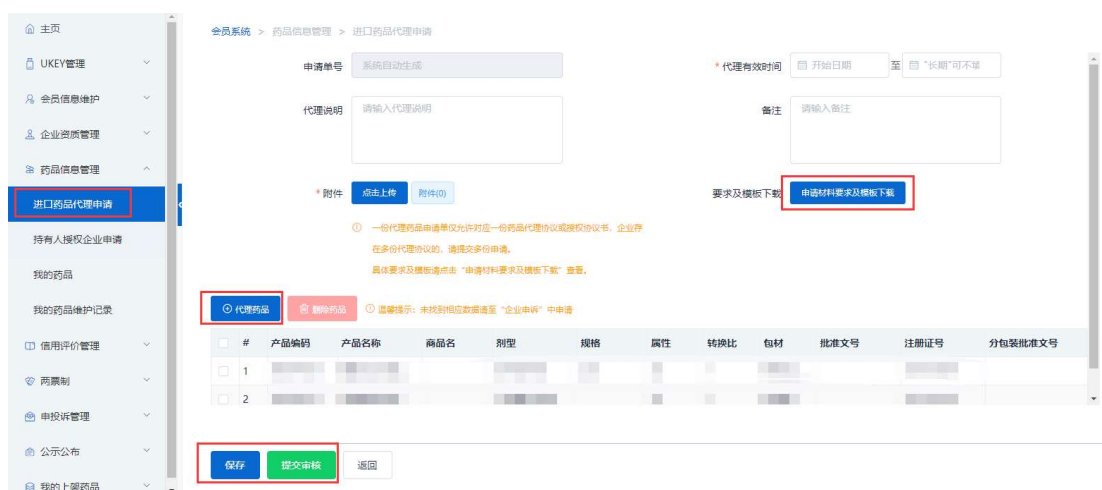 主页
UKEY管理
会员信息维护
企业资质管理
药品信息管理
进口药品代理申请
持有人授权企业申请
我的药品
我的药品维护记录
信用评价管理
两票制
申投诉管理
公示公布
我的上架药品
会员系统 > 药品信息管理 > 进口药品代理申请
申请单号 系统自动生成 * 代理有效时间 开始日期 至 "长期"可不填
代理说明 请输入代理说明 备注 请输入备注
* 附件 点击上传 附件(0) 要求及模板下载 申请材料要求及模板下载
一份代理药品申请单仅允许对应一份药品代理协议或授权协议书，企业存
在多份代理协议的，请提交多份申请。
具体要求及模板请点击“申请材料要求及模板下载”查看。
代理药品 删除药品 温馨提示：未找到相应数据请至“企业申诉”中申请
# 产品编码 产品名称 商品名 剂型 规格 属性 转换比 包材 批准文号 注册证号 分包装批准文号
1
2
保存 提交审核 返回